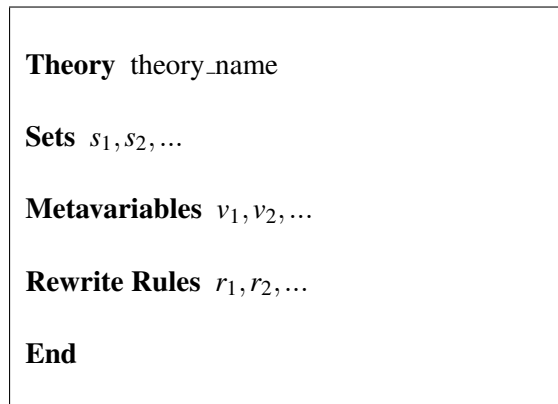 Theory theory_name
Sets s₁, s₂, ...
Metavariables v₁, v₂, ...
Rewrite Rules r₁, r₂, ...
End